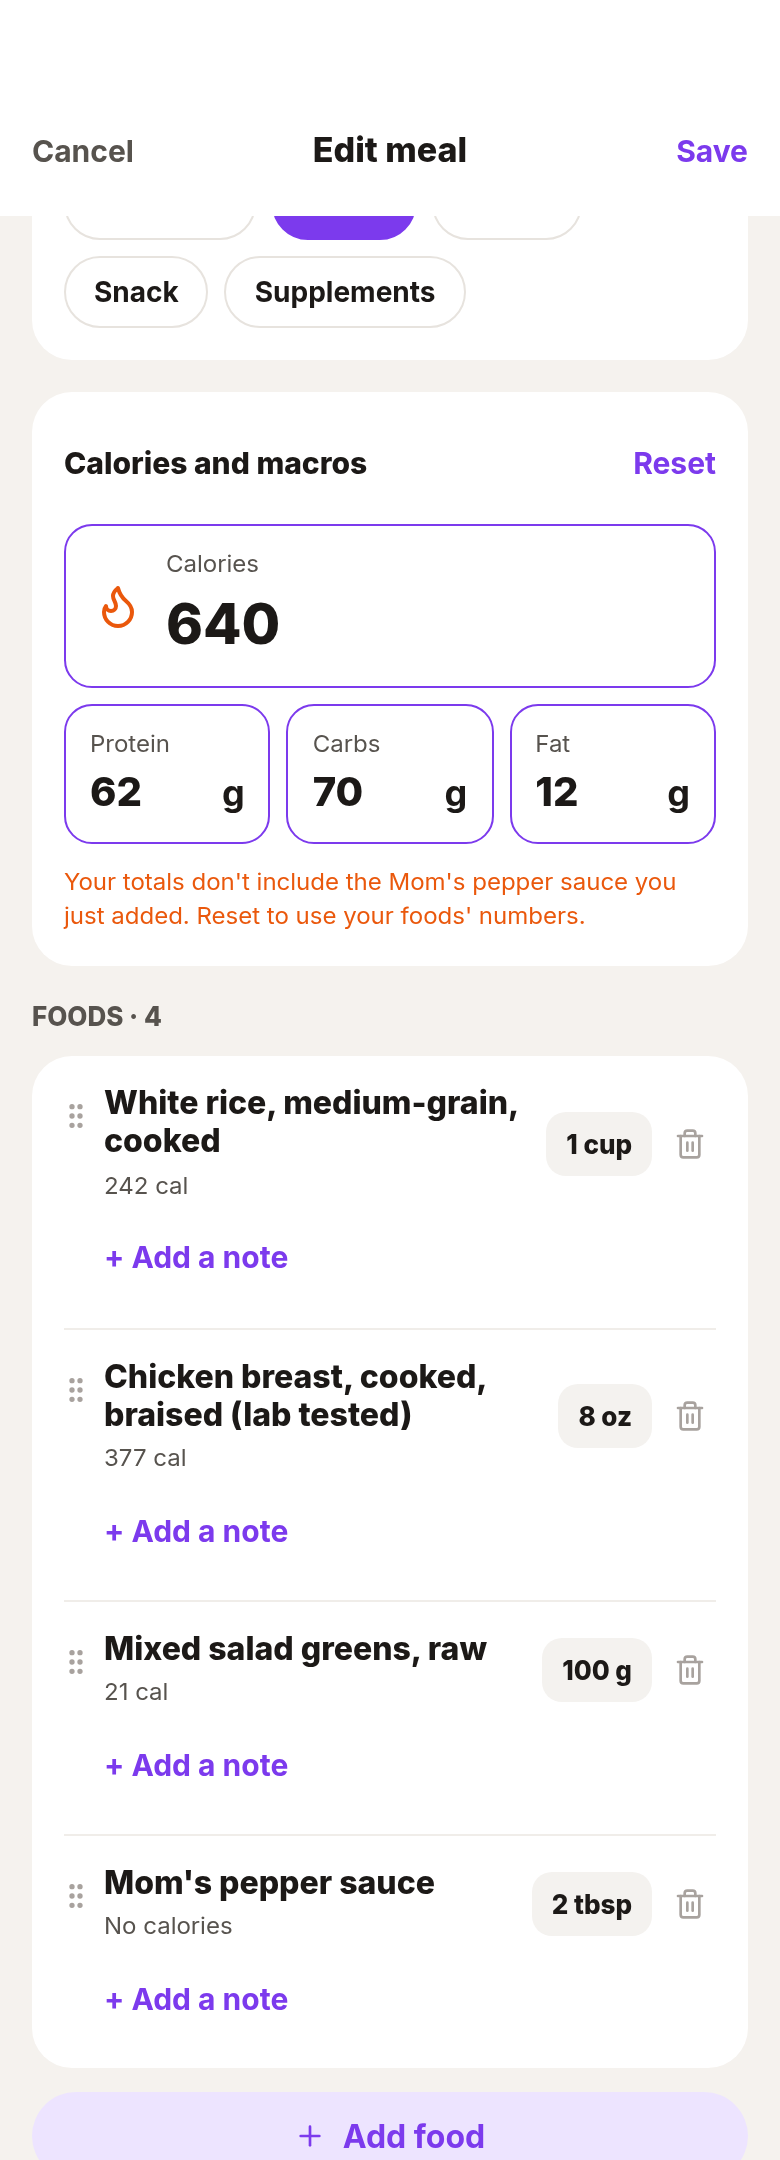 Cancel
Edit meal
Save
Snack
Supplements
Calories and macros
Reset
Calories
640
Protein
62 g
Carbs
70 g
Fat
12 g
Your totals don't include the Mom's pepper sauce you
just added. Reset to use your foods' numbers.
FOODS · 4
White rice, medium-grain,
cooked
242 cal
1 cup
+ Add a note
Chicken breast, cooked,
braised (lab tested)
377 cal
8 oz
+ Add a note
Mixed salad greens, raw
21 cal
100 g
+ Add a note
Mom's pepper sauce
No calories
2 tbsp
+ Add a note
+ Add food